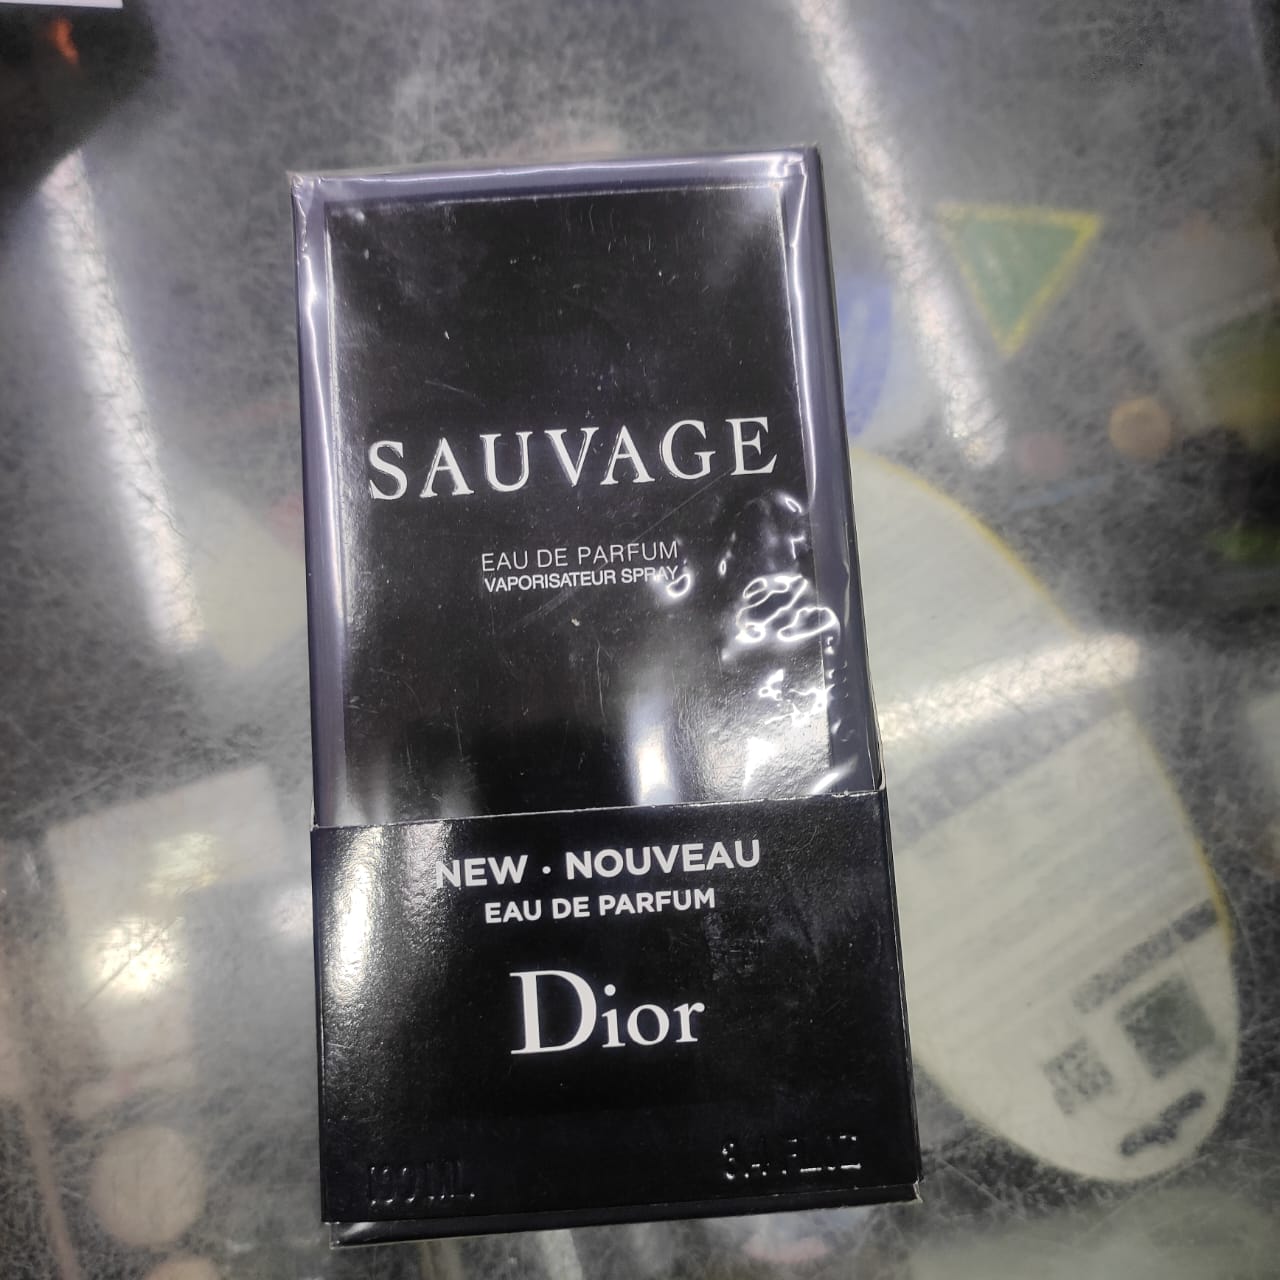 SAUVAGE
EAU DE PARFUM
VAPORISATEUR SPRAY
NEW · NOUVEAU
EAU DE PARFUM
Dior
100 ML
3.4 FL.OZ